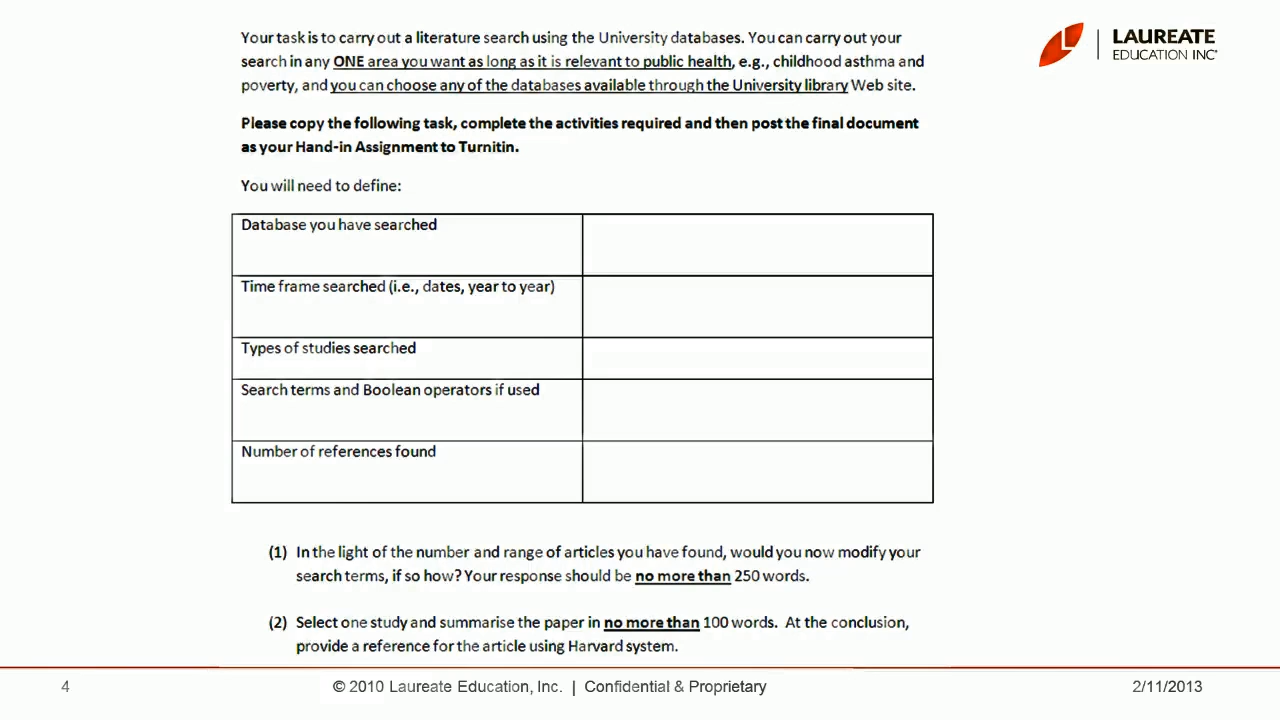 Your task is to carry out a literature search using the University databases. You can carry out your
search in any ONE area you want as long as it is relevant to public health, e.g., childhood asthma and
poverty, and you can choose any of the databases available through the University library Web site.
Please copy the following task, complete the activities required and then post the final document
as your Hand-in Assignment to Turnitin.
You will need to define:
Database you have searched
Time frame searched (i.e., dates, year to year)
Types of studies searched
Search terms and Boolean operators if used
Number of references found
(1) In the light of the number and range of articles you have found, would you now modify your
search terms, if so how? Your response should be no more than 250 words.
(2) Select one study and summarise the paper in no more than 100 words. At the conclusion,
provide a reference for the article using Harvard system.
LAUREATE
EDUCATION INC
4
© 2010 Laureate Education, Inc. | Confidential & Proprietary
2/11/2013